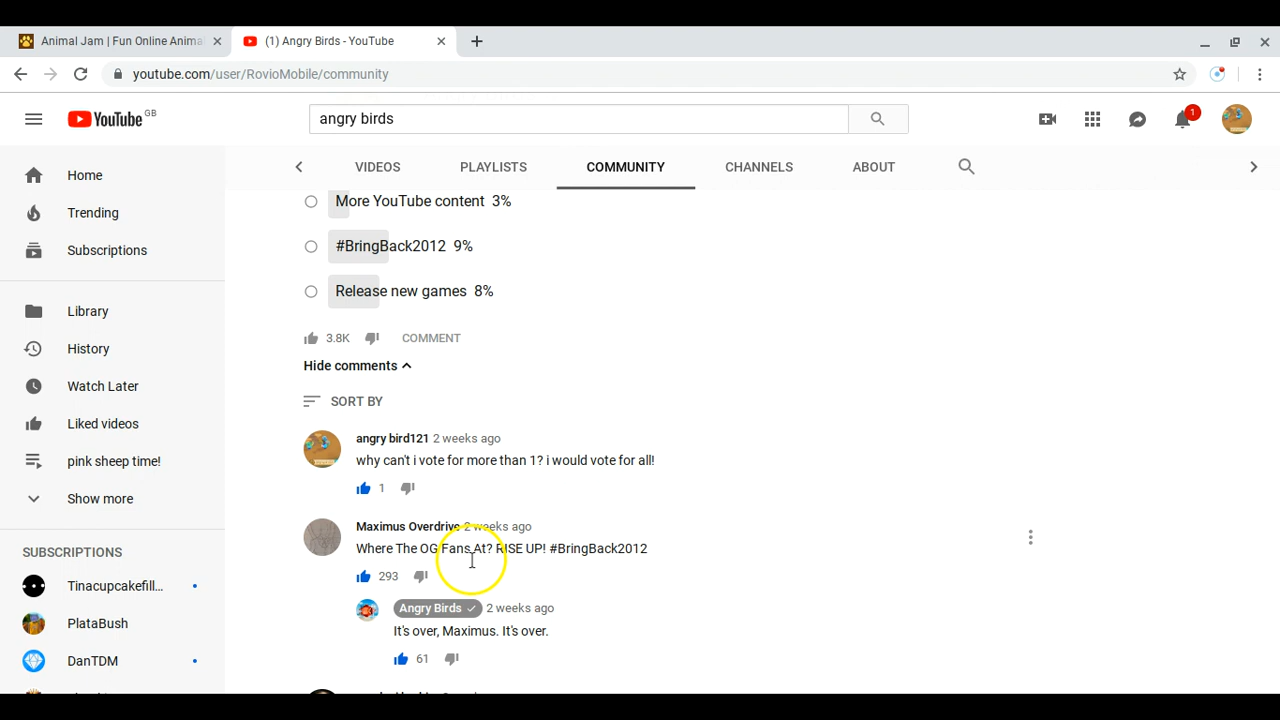 Animal Jam | Fun Online Anima
(1) Angry Birds - YouTube
youtube.com/user/RovioMobile/community
YouTube GB
angry birds
1
Home
Trending
Subscriptions
Library
History
Watch Later
Liked videos
pink sheep time!
Show more
SUBSCRIPTIONS
Tinacupcakefill...
PlataBush
DanTDM
VIDEOS PLAYLISTS COMMUNITY CHANNELS ABOUT
More YouTube content 3%
#BringBack2012 9%
Release new games 8%
3.8K COMMENT
Hide comments
SORT BY
angry bird121 2 weeks ago
why can't i vote for more than 1? i would vote for all!
1
Maximus Overdrive 2 weeks ago
Where The OG Fans At? RISE UP! #BringBack2012
293
Angry Birds 2 weeks ago
It's over, Maximus. It's over.
61